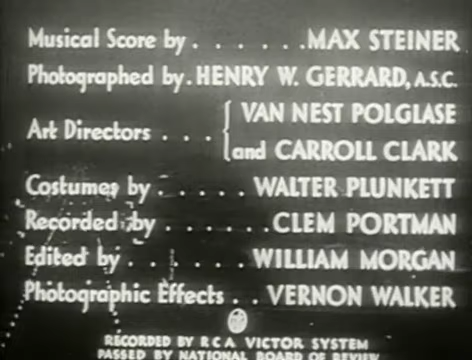 Musical Score by . . . . . . MAX STEINER
Photographed by. HENRY W. GERRARD, A.S.C.
Art Directors . . . { VAN NEST POLGLASE
and CARROLL CLARK
Costumes by . . . . . WALTER PLUNKETT
Recorded by . . . . . . CLEM PORTMAN
Edited by . . . . . . WILLIAM MORGAN
Photographic Effects . . VERNON WALKER
RECORDED BY RCA VICTOR SYSTEM
PASSED BY NATIONAL BOARD OF REVIEW